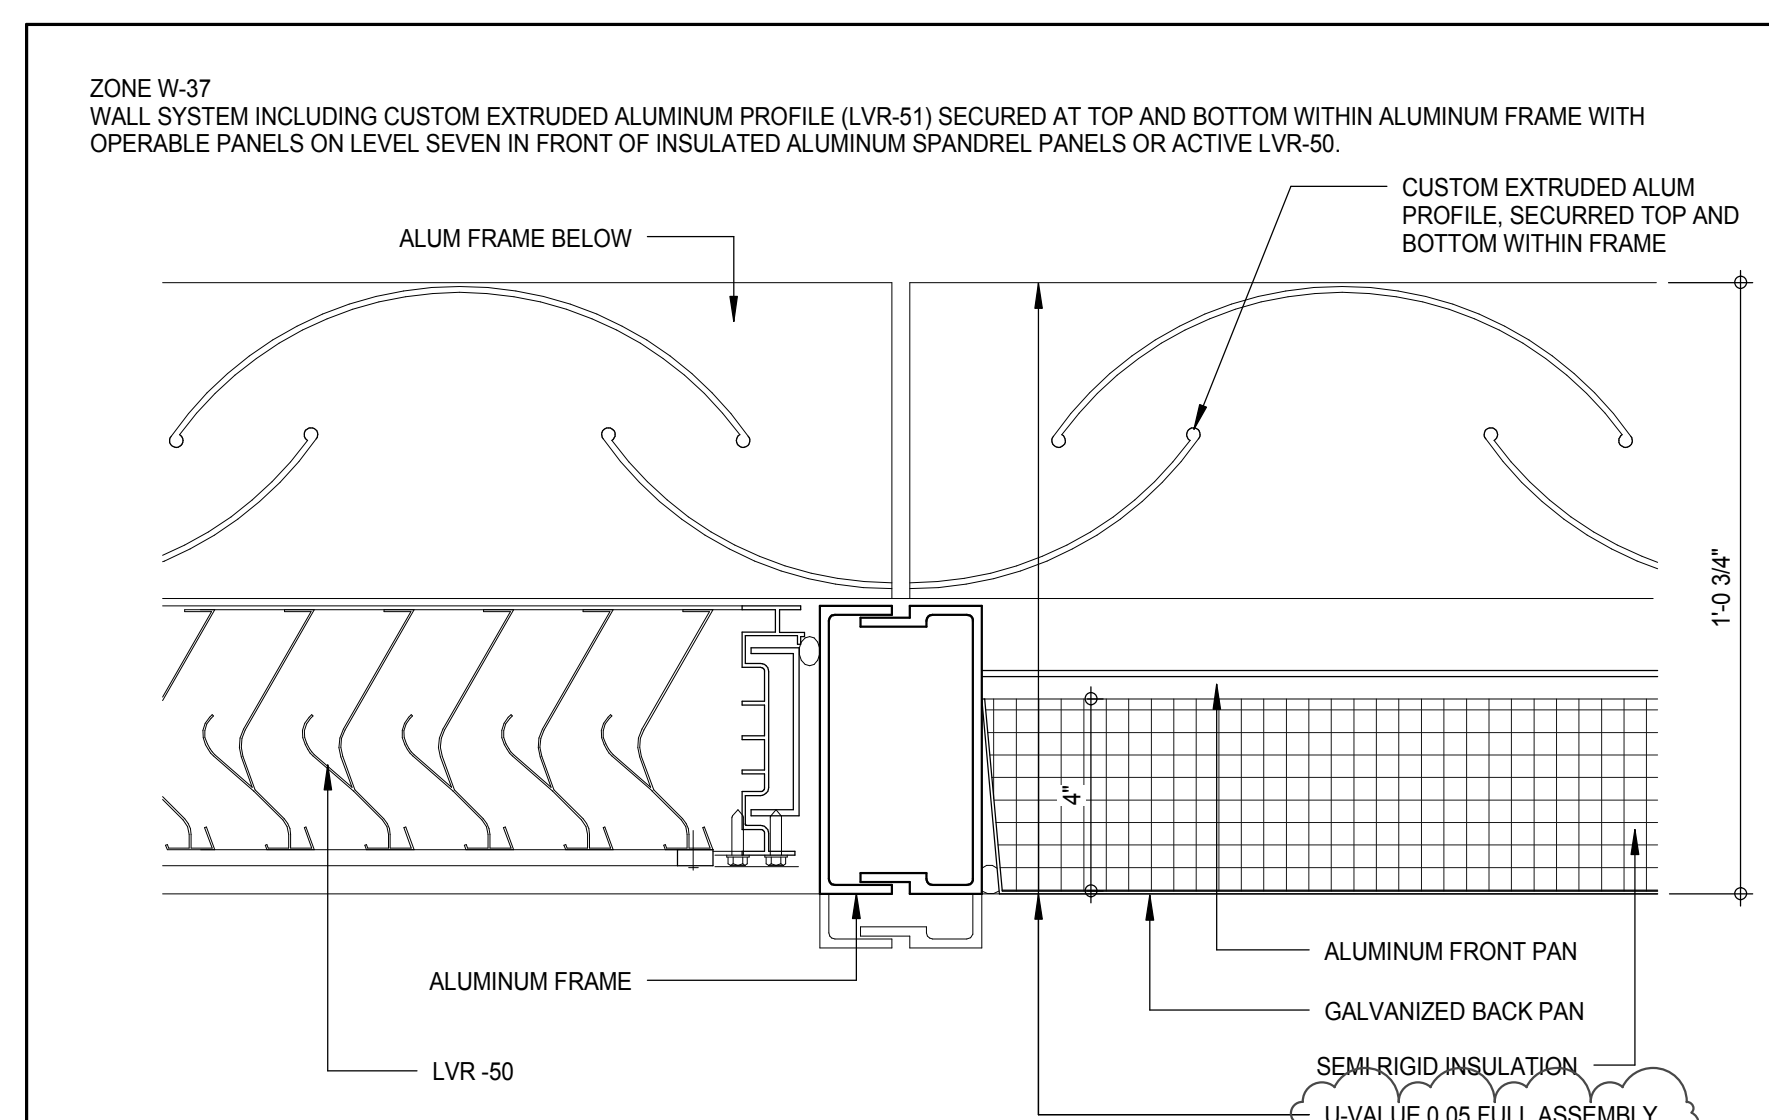 ZONE W-37
WALL SYSTEM INCLUDING CUSTOM EXTRUDED ALUMINUM PROFILE (LVR-51) SECURED AT TOP AND BOTTOM WITHIN ALUMINUM FRAME WITH
OPERABLE PANELS ON LEVEL SEVEN IN FRONT OF INSULATED ALUMINUM SPANDREL PANELS OR ACTIVE LVR-50.
CUSTOM EXTRUDED ALUM
PROFILE, SECURRED TOP AND
BOTTOM WITHIN FRAME
ALUM FRAME BELOW
1'-0 3/4"
4"
ALUMINUM FRONT PAN
ALUMINUM FRAME
GALVANIZED BACK PAN
SEMI RIGID INSULATION
LVR -50
U-VALUE 0.05 FULL ASSEMBLY